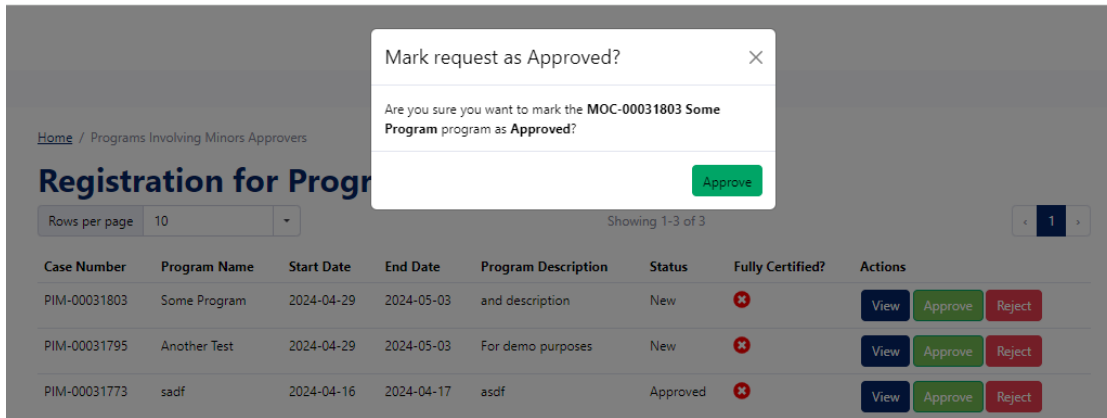 Mark request as Approved?
Are you sure you want to mark the MOC-00031803 Some
Program program as Approved?
Approve
Home / Programs Involving Minors Approvers
Registration for Progr
Rows per page 10 Showing 1-3 of 3 ‹ 1 ›
Case Number Program Name Start Date End Date Program Description Status Fully Certified? Actions
PIM-00031803 Some Program 2024-04-29 2024-05-03 and description New View Approve Reject
PIM-00031795 Another Test 2024-04-29 2024-05-03 For demo purposes New View Approve Reject
PIM-00031773 sadf 2024-04-16 2024-04-17 asdf Approved View Approve Reject